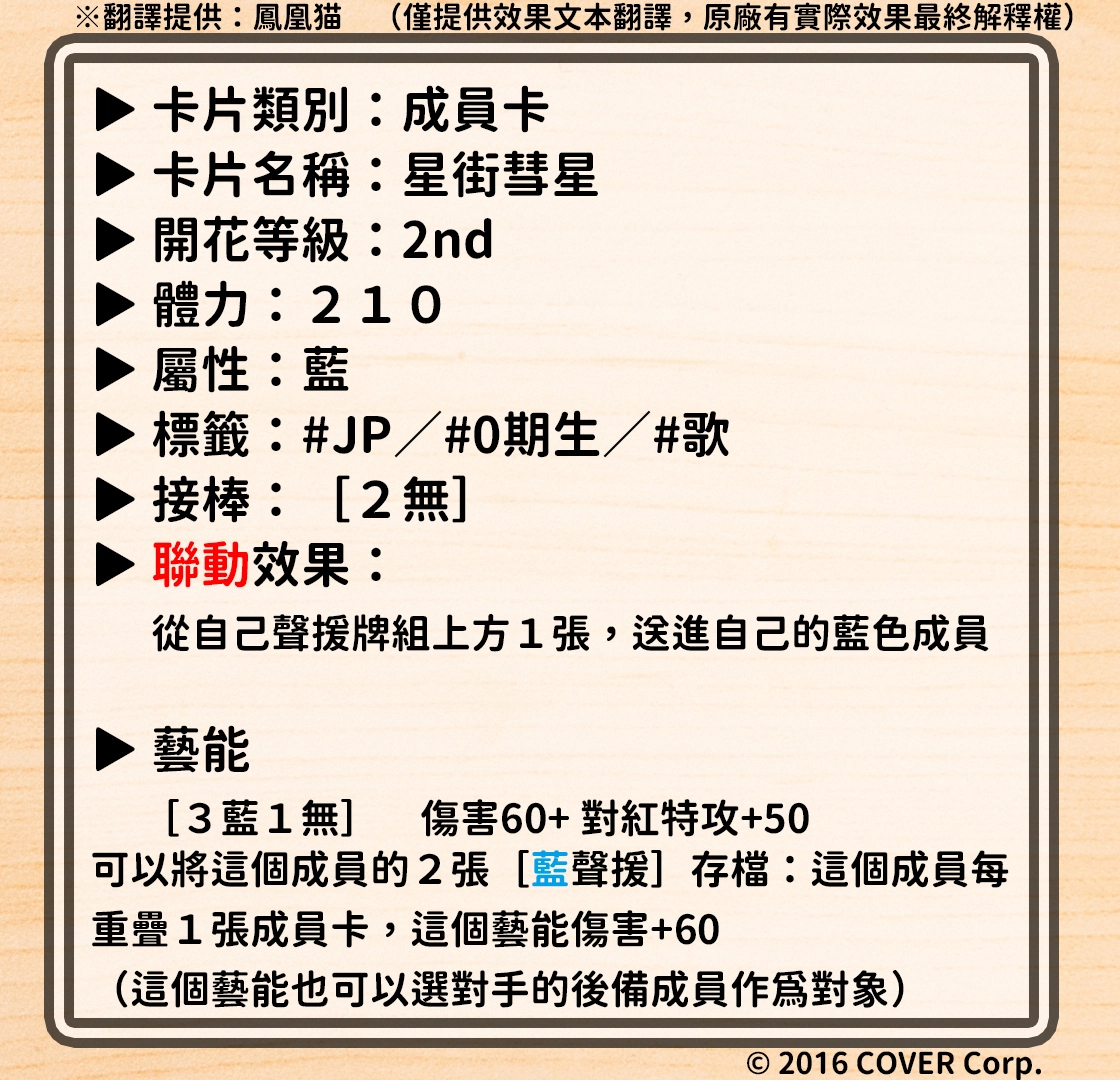 ※翻譯提供：鳳凰猫　（僅提供效果文本翻譯，原廠有實際效果最終解釋權）
▶ 卡片類別：成員卡
▶ 卡片名稱：星街彗星
▶ 開花等級：2nd
▶ 體力：２１０
▶ 屬性：藍
▶ 標籤：#JP／#0期生／#歌
▶ 接棒：［２無］
▶ 聯動效果：
從自己聲援牌組上方１張，送進自己的藍色成員
▶ 藝能
［３藍１無］　傷害60+ 對紅特攻+50
可以將這個成員的２張［藍聲援］存檔：這個成員每
重疊１張成員卡，這個藝能傷害+60
（這個藝能也可以選對手的後備成員作爲對象）
© 2016 COVER Corp.